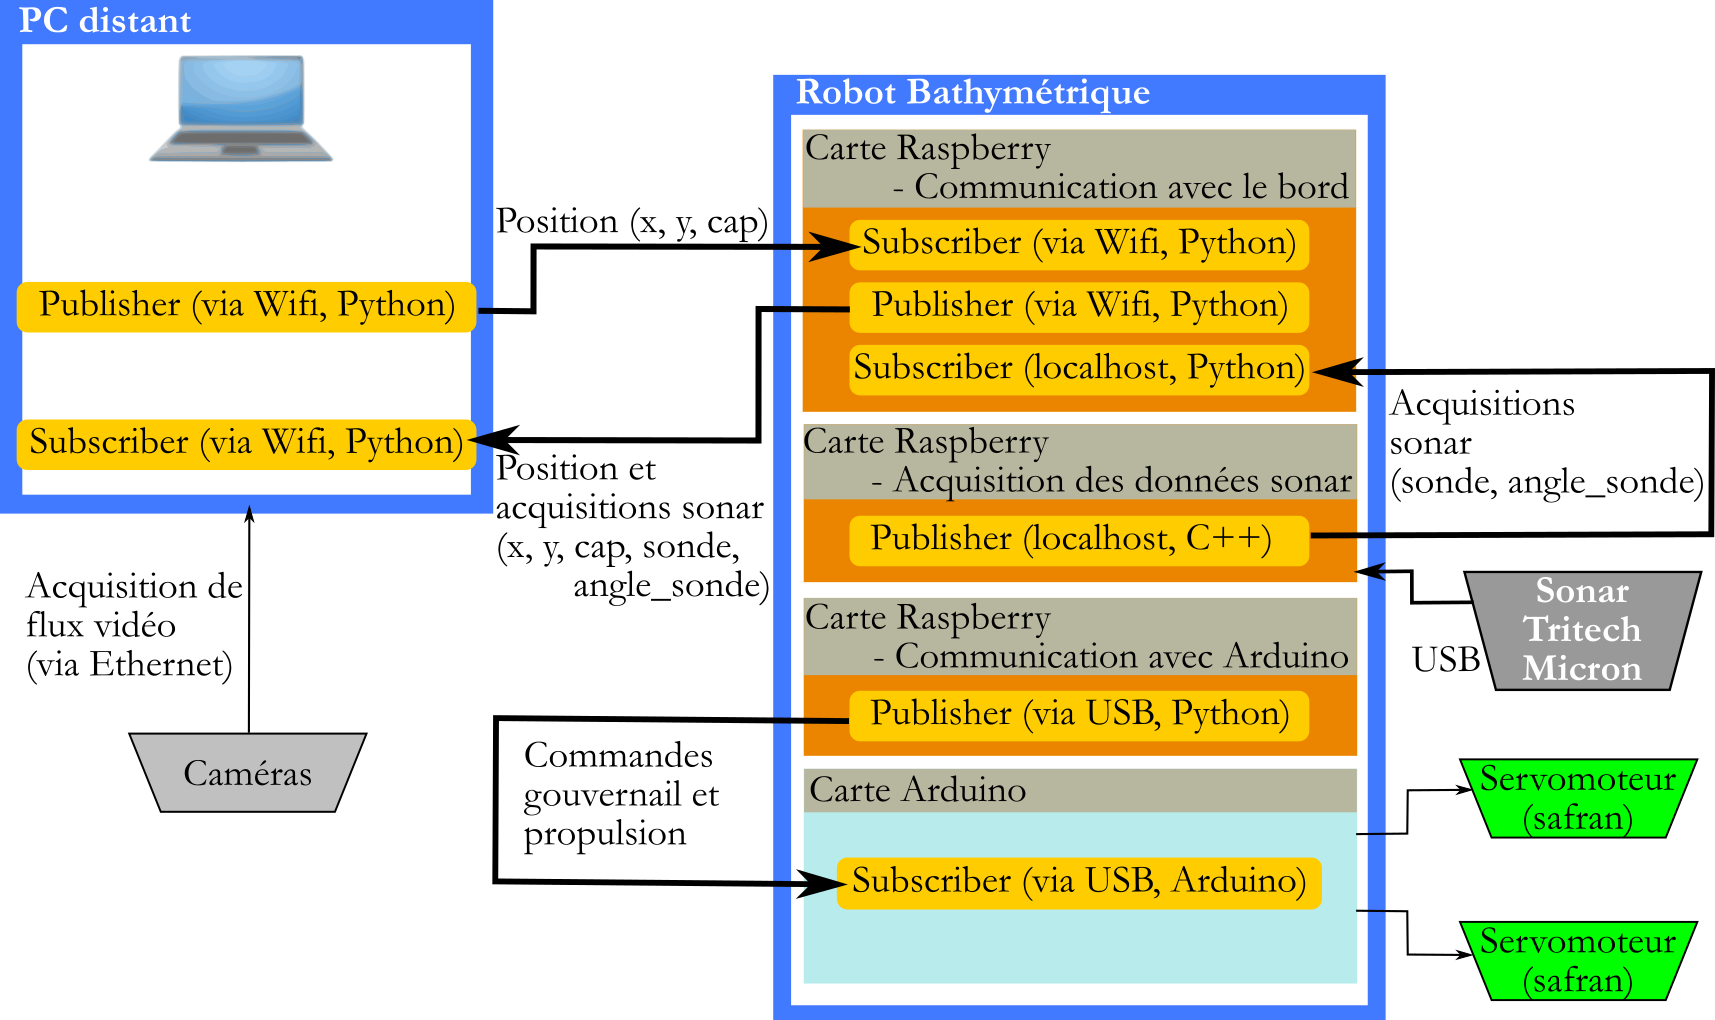 PC distant
Publisher (via Wifi, Python)
Subscriber (via Wifi, Python)
Acquisition de
flux vidéo
(via Ethernet)
Caméras
Position (x, y, cap)
Position et
acquisitions sonar
(x, y, cap, sonde,
angle_sonde)
Robot Bathymétrique
Carte Raspberry
- Communication avec le bord
Subscriber (via Wifi, Python)
Publisher (via Wifi, Python)
Subscriber (localhost, Python)
Carte Raspberry
- Acquisition des données sonar
Publisher (localhost, C++)
Acquisitions
sonar
(sonde, angle_sonde)
Sonar
Tritech
Micron
USB
Carte Raspberry
- Communication avec Arduino
Publisher (via USB, Python)
Commandes
gouvernail et
propulsion
Carte Arduino
Subscriber (via USB, Arduino)
Servomoteur
(safran)
Servomoteur
(safran)